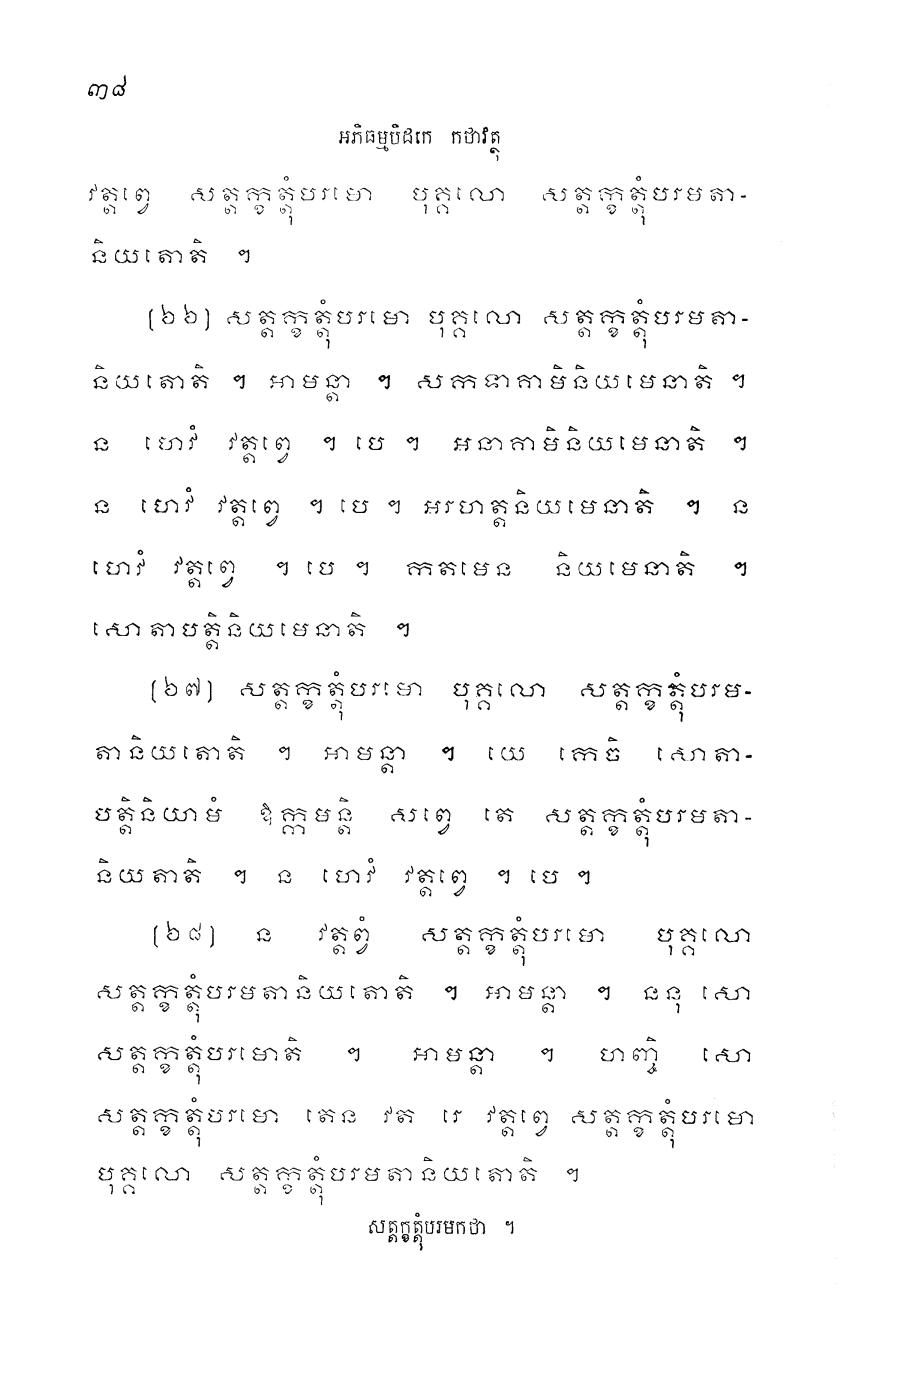 ៣៨
អភិធម្មបិដកេ កថាវត្ថុ
វត្តព្វេ សត្តក្ខត្តុំបរមោ បុគ្គលោ សត្តក្ខត្តុំបរមតា-
និយតោតិ ។
(៦៦) សត្តក្ខត្តុំបរមោ បុគ្គលោ សត្តក្ខត្តុំបរមតា-
និយតោតិ ។ អាមន្តា ។ សកទាគាមិនិយមេនាតិ ។
ន ហេវំ វត្តព្វេ ។ បេ ។ អនាគាមិនិយមេនាតិ ។
ន ហេវំ វត្តព្វេ ។ បេ ។ អរហត្តនិយមេនាតិ ។ ន
ហេវំ វត្តព្វេ ។ បេ ។ កតមេន និយមេនាតិ ។
សោតាបត្តិនិយមេនាតិ ។
(៦៧) សត្តក្ខត្តុំបរមោ បុគ្គលោ សត្តក្ខត្តុំបរម-
តានិយតោតិ ។ អាមន្តា ។ យេ កេចិ សោតា-
បត្តិនិយាមំ ឱក្កមន្តិ សព្វេ តេ សត្តក្ខត្តុំបរមតា-
និយតាតិ ។ ន ហេវំ វត្តព្វេ ។ បេ ។
(៦៨) ន វត្តព្វំ សត្តក្ខត្តុំបរមោ បុគ្គលោ
សត្តក្ខត្តុំបរមតានិយតោតិ ។ អាមន្តា ។ ននុ សោ
សត្តក្ខត្តុំបរមោតិ ។ អាមន្តា ។ ហញ្ចិ សោ
សត្តក្ខត្តុំបរមោ តេន វត រេ វត្តព្វេ សត្តក្ខត្តុំបរមោ
បុគ្គលោ សត្តក្ខត្តុំបរមតានិយតោតិ ។
សត្តក្ខត្តុំបរមកថា ។